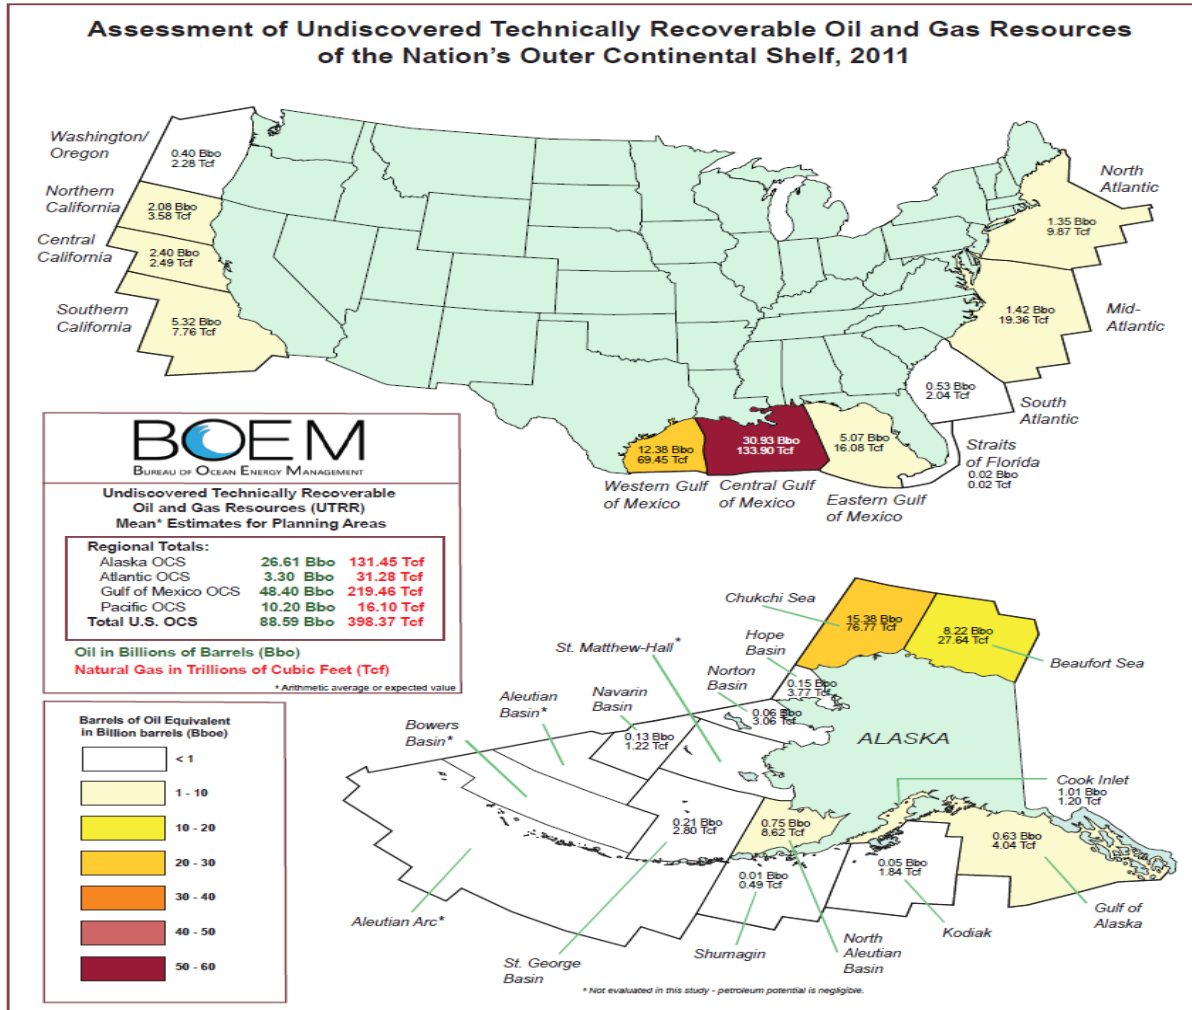 Assessment of Undiscovered Technically Recoverable Oil and Gas Resources
of the Nation's Outer Continental Shelf, 2011
Washington/
Oregon
0.40 Bbo
2.28 Tcf
Northern
California
2.08 Bbo
3.58 Tcf
Central
California
2.40 Bbo
2.49 Tcf
Southern
California
5.32 Bbo
7.76 Tcf
North
Atlantic
1.35 Bbo
9.87 Tcf
1.42 Bbo
19.36 Tcf
Mid-
Atlantic
0.53 Bbo
2.04 Tcf
South
Atlantic
Straits
of Florida
0.02 Bbo
0.02 Tcf
12.38 Bbo
69.45 Tcf
Western Gulf
of Mexico
30.93 Bbo
133.90 Tcf
Central Gulf
of Mexico
5.07 Bbo
16.08 Tcf
Eastern Gulf
of Mexico
BOEM
BUREAU OF OCEAN ENERGY MANAGEMENT
Undiscovered Technically Recoverable
Oil and Gas Resources (UTRR)
Mean* Estimates for Planning Areas
Regional Totals:
Alaska OCS 26.61 Bbo 131.45 Tcf
Atlantic OCS 3.30 Bbo 31.28 Tcf
Gulf of Mexico OCS 48.40 Bbo 219.46 Tcf
Pacific OCS 10.20 Bbo 16.10 Tcf
Total U.S. OCS 88.59 Bbo 398.37 Tcf
Oil in Billions of Barrels (Bbo)
Natural Gas in Trillions of Cubic Feet (Tcf)
* Arithmetic average or expected value
Barrels of Oil Equivalent
in Billion barrels (Bboe)
< 1
1 - 10
10 - 20
20 - 30
30 - 40
40 - 50
50 - 60
Chukchi Sea
15.38 Bbo
76.77 Tcf
8.22 Bbo
27.64 Tcf
Beaufort Sea
Hope
Basin
0.15 Bbo
3.77 Tcf
St. Matthew-Hall*
Norton
Basin
0.06 Bbo
3.06 Tcf
Navarin
Basin
0.13 Bbo
1.22 Tcf
Aleutian
Basin*
Bowers
Basin*
ALASKA
Cook Inlet
1.01 Bbo
1.20 Tcf
0.21 Bbo
2.80 Tcf
0.75 Bbo
8.62 Tcf
0.63 Bbo
4.04 Tcf
0.01 Bbo
0.49 Tcf
0.05 Bbo
1.84 Tcf
Aleutian Arc*
St. George
Basin
Shumagin
North
Aleutian
Basin
Kodiak
Gulf of
Alaska
* Not evaluated in this study - petroleum potential is negligible.